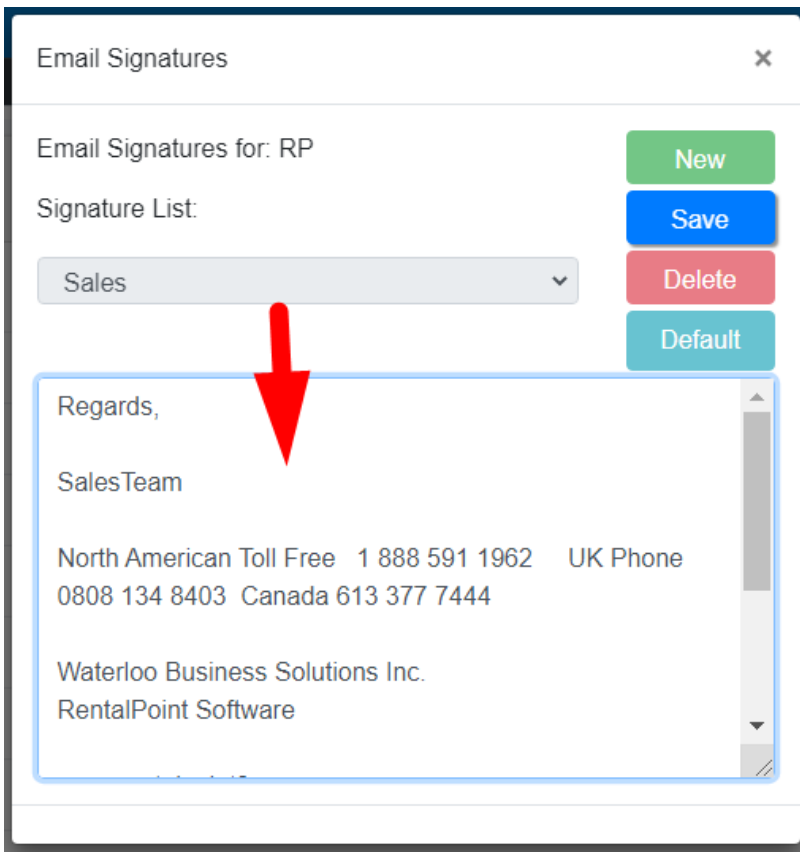 Email Signatures ×
Email Signatures for: RP
New
Signature List:
Save
Sales
Delete
Default
Regards,
SalesTeam
North American Toll Free 1 888 591 1962 UK Phone
0808 134 8403 Canada 613 377 7444
Waterloo Business Solutions Inc.
RentalPoint Software